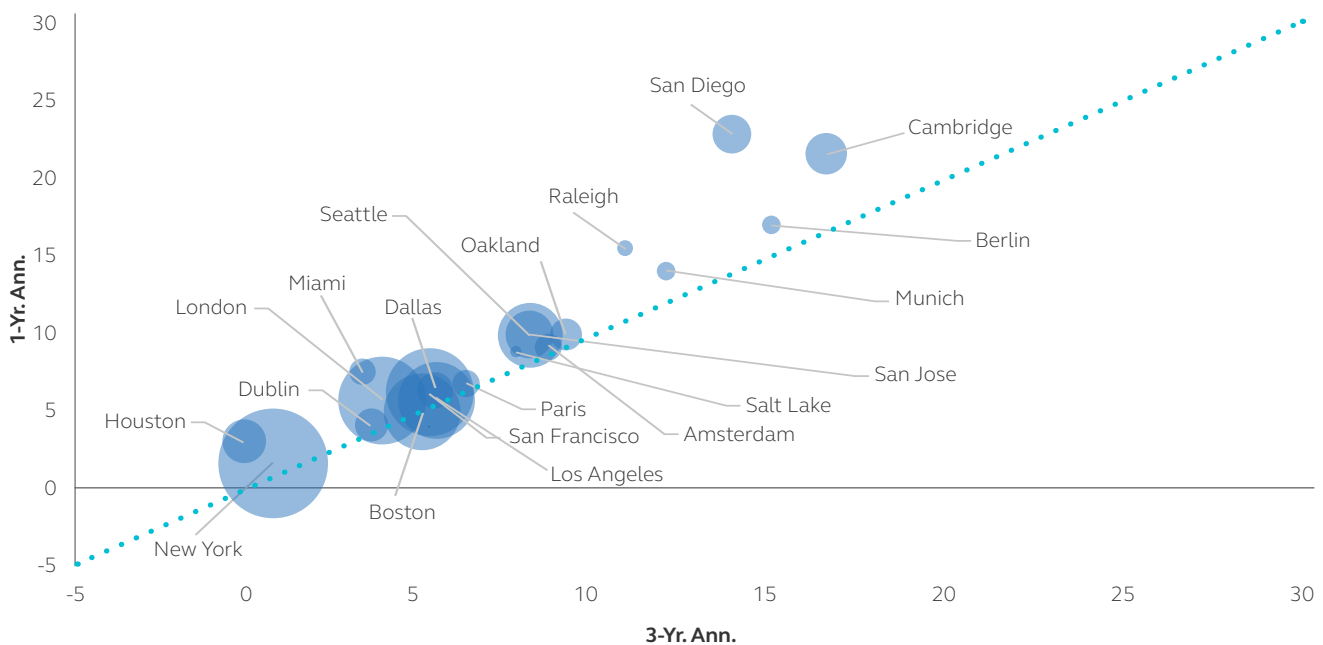 30
San Diego
25
Cambridge
20
Raleigh
Seattle
Oakland
Berlin
15
Miami
Munich
London
Dallas
10
1-Yr. Ann.
San Jose
Dublin
Salt Lake
Paris
5
Houston
San Francisco
Amsterdam
Los Angeles
0
Boston
New York
-5
-5 0 5 10 15 20 25 30
3-Yr. Ann.